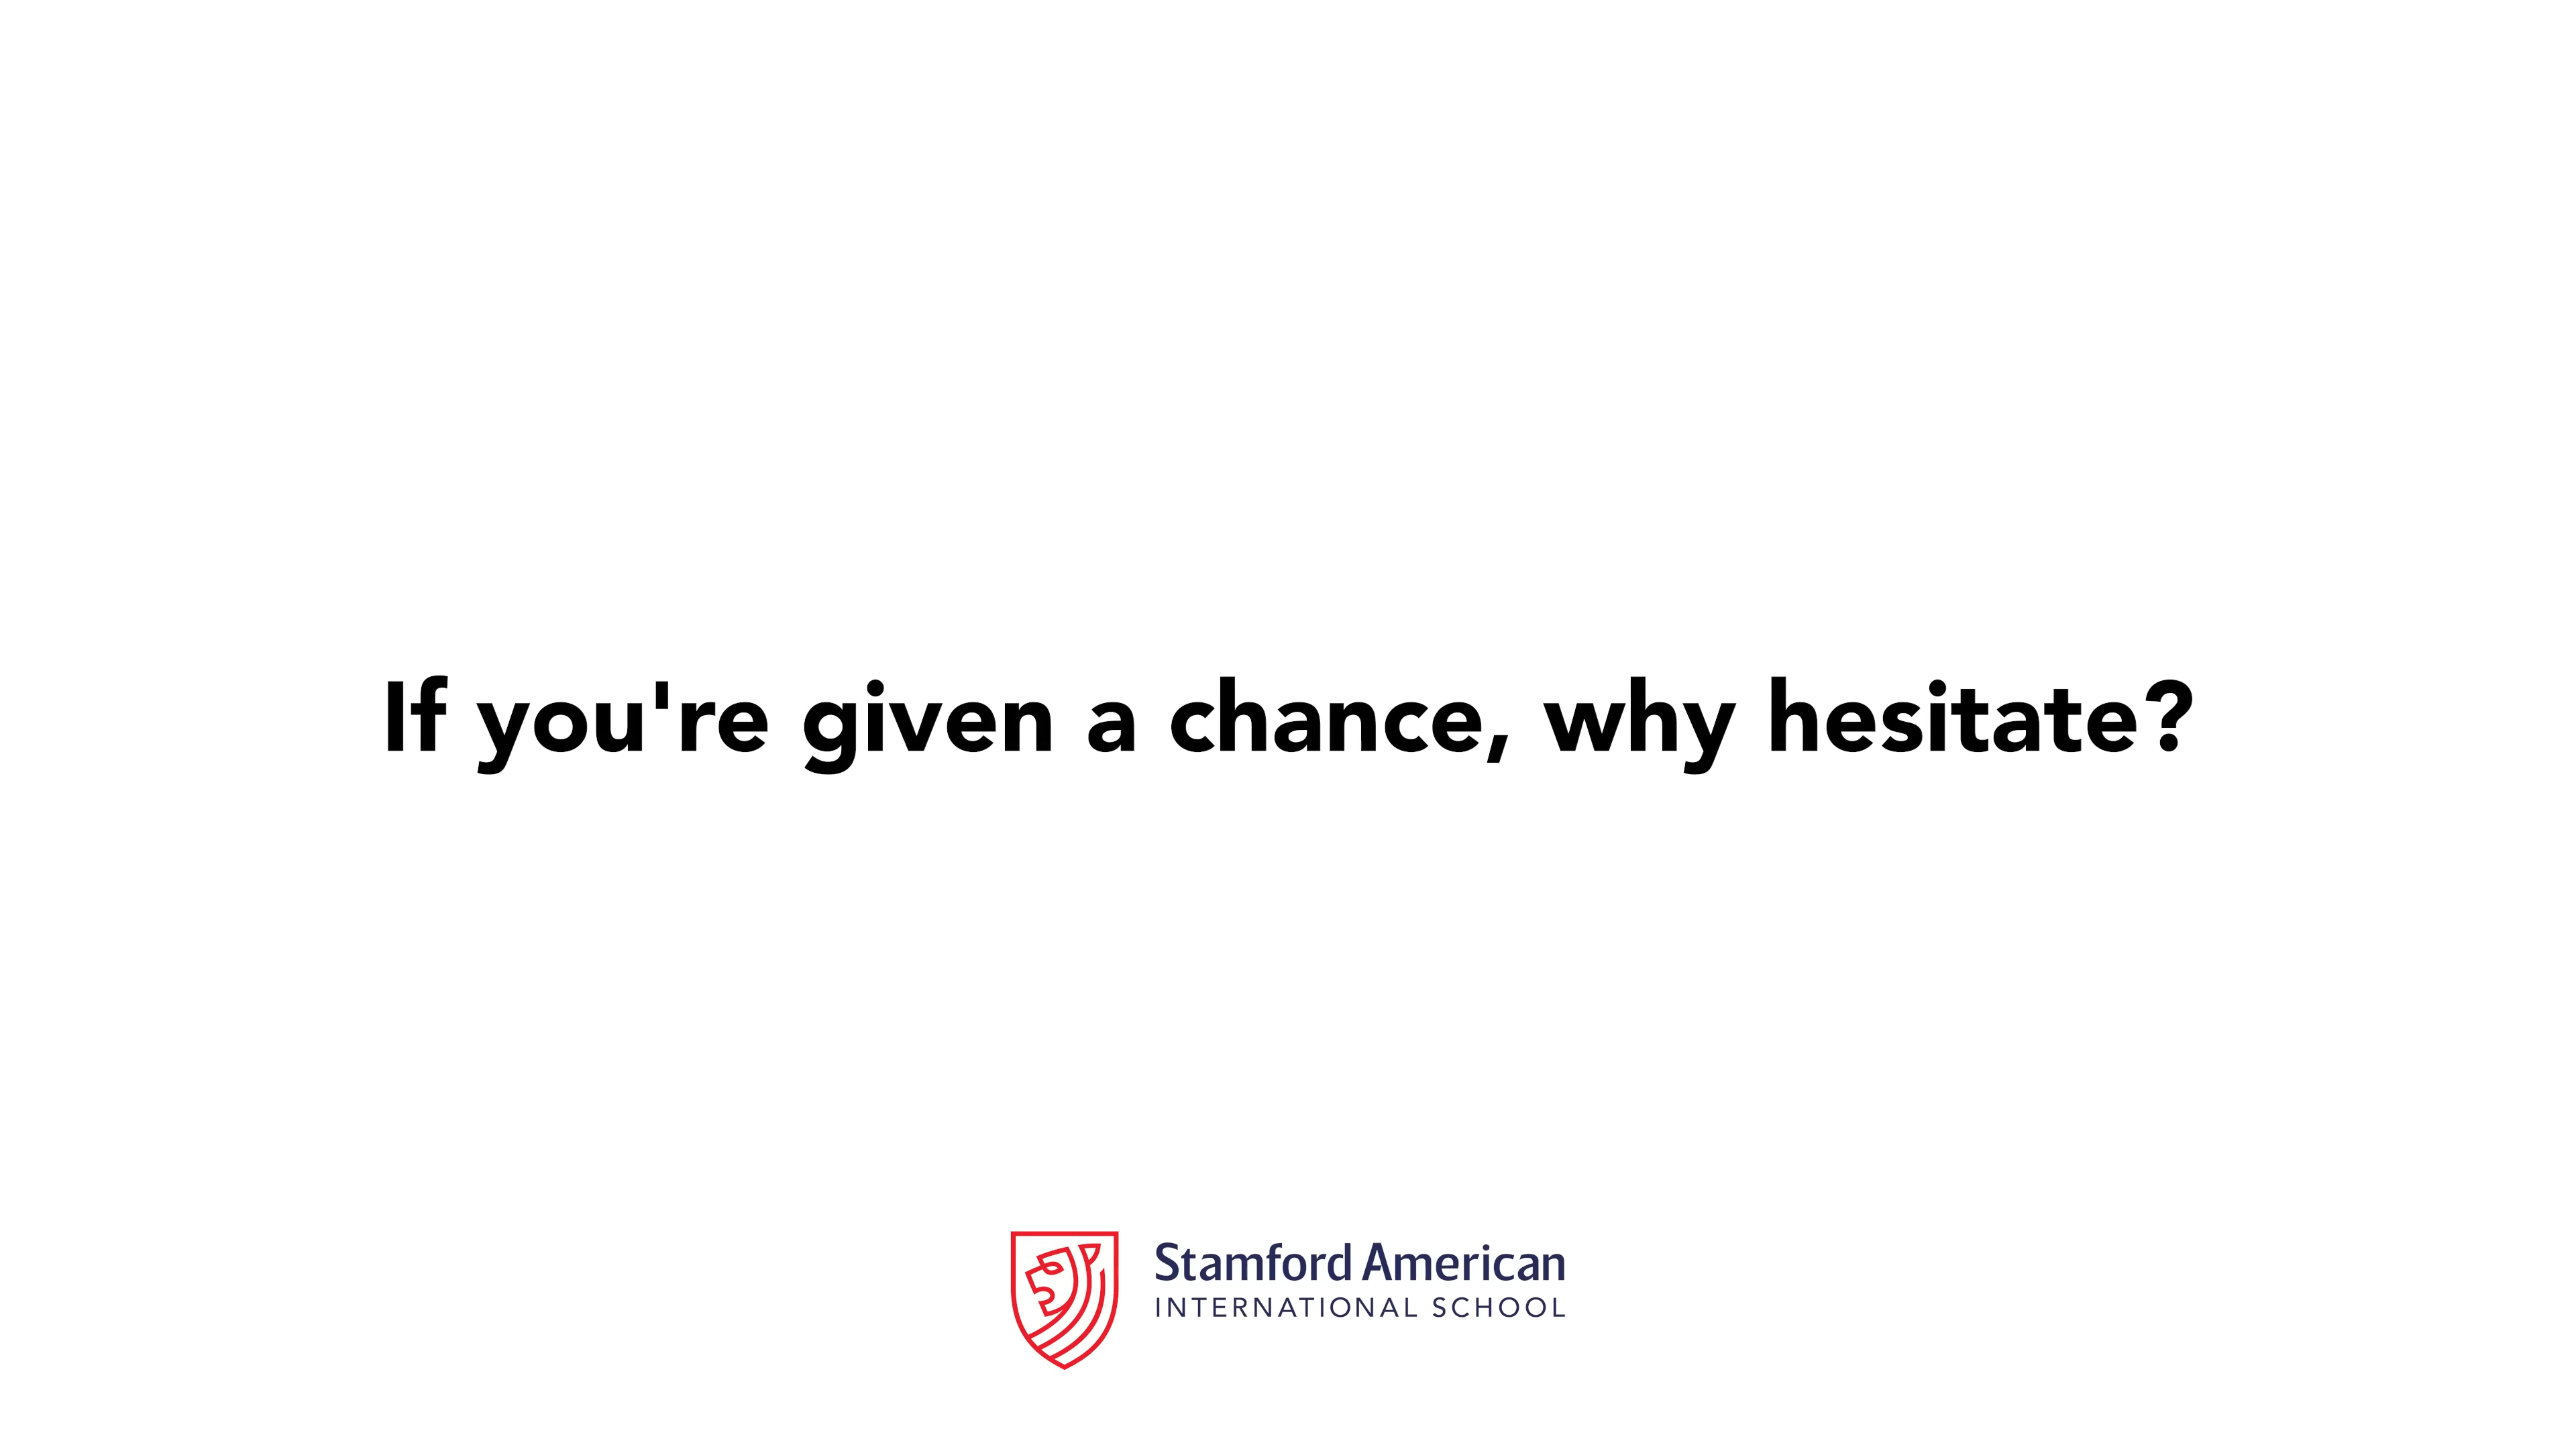 If you're given a chance, why hesitate?
Stamford American
INTERNATIONAL SCHOOL